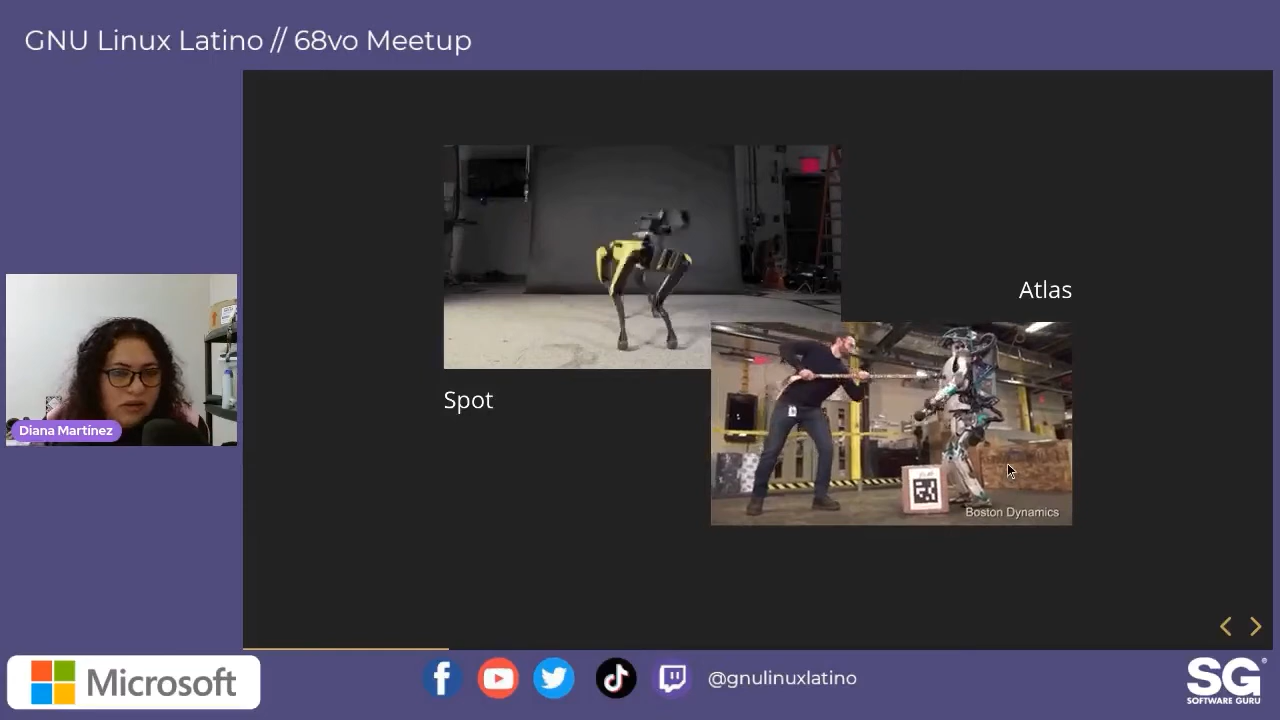 GNU Linux Latino // 68vo Meetup
Atlas
Spot
Diana Martínez
Boston Dynamics
Microsoft
@gnulinuxlatino
SG
SOFTWARE GURU